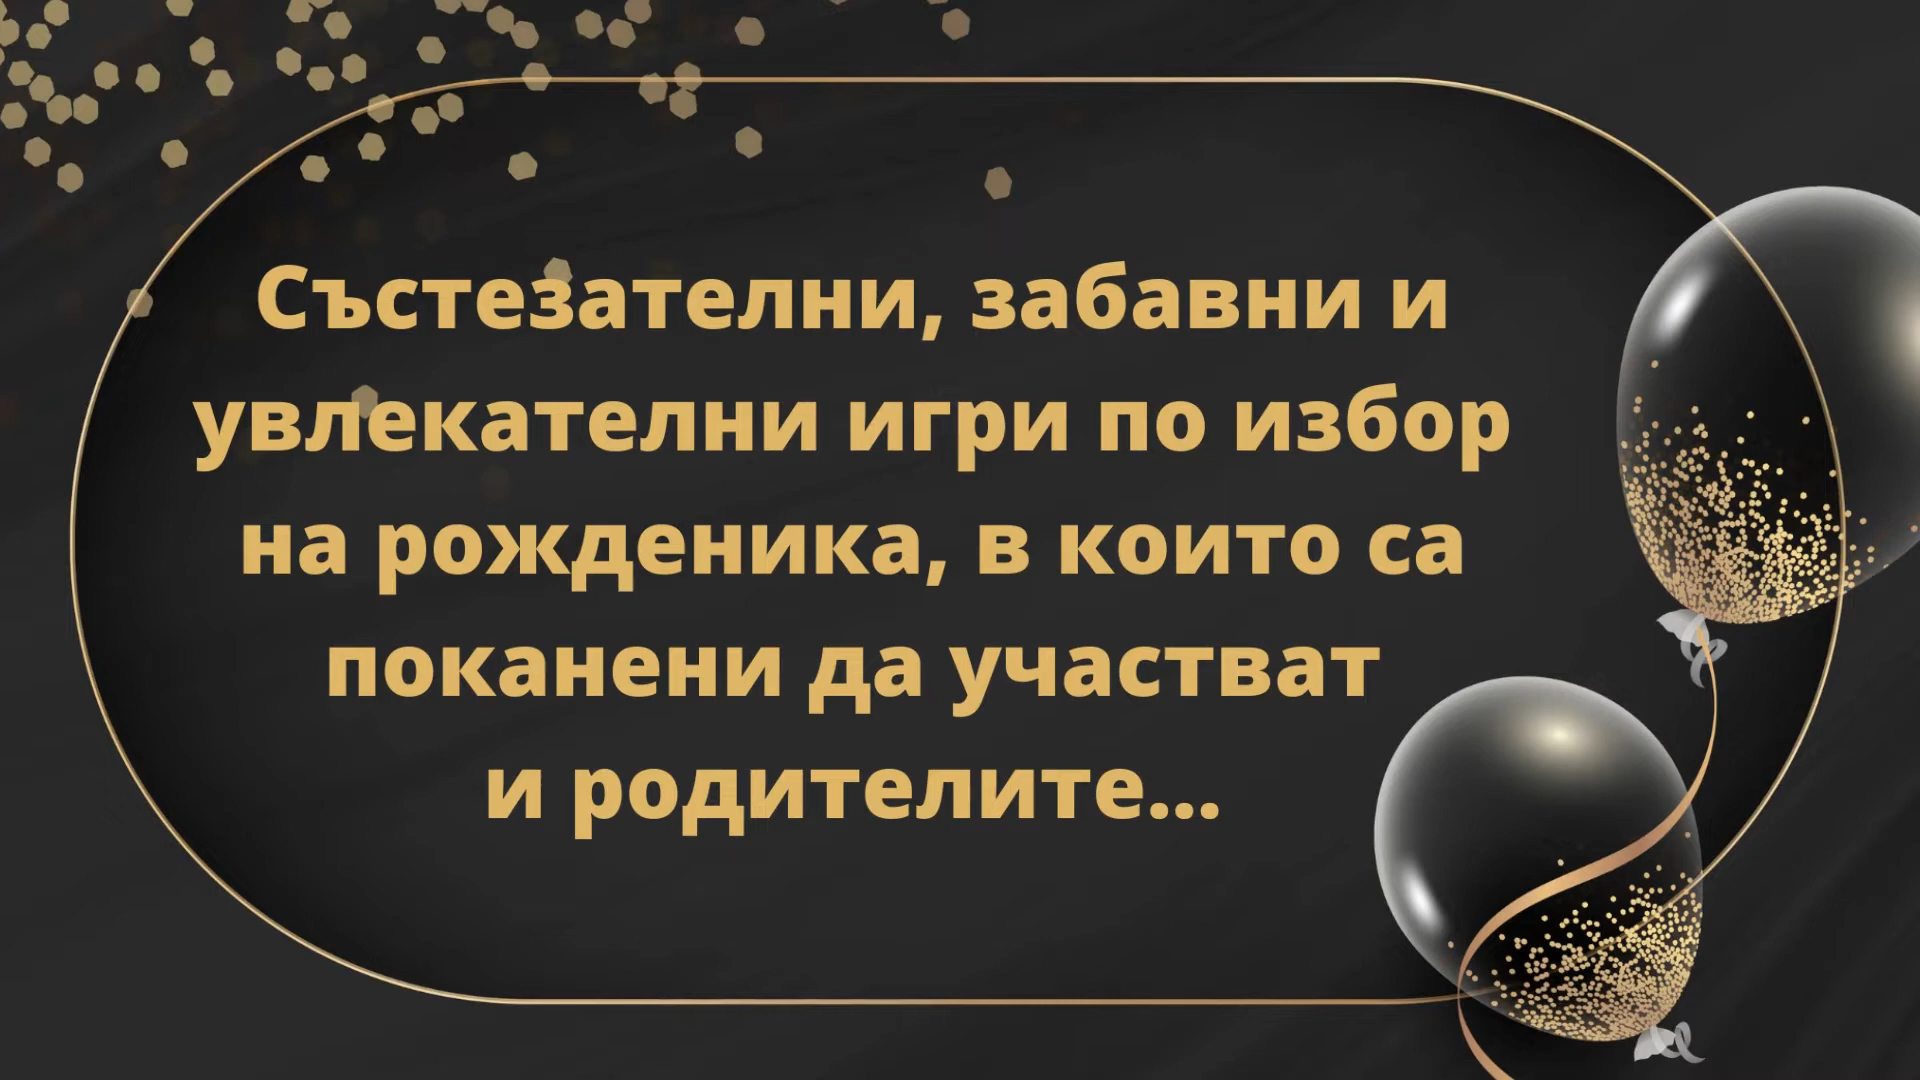 Състезателни, забавни и
увлекателни игри по избор
на рожденика, в които са
поканени да участват
и родителите...